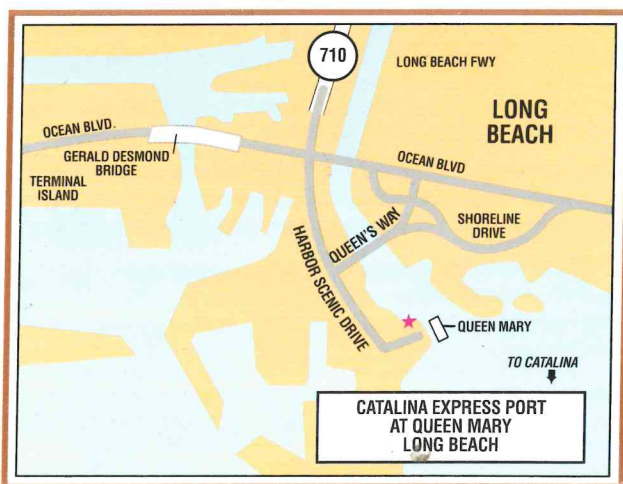 710
LONG BEACH FWY
LONG
BEACH
OCEAN BLVD.
GERALD DESMOND
BRIDGE
OCEAN BLVD
TERMINAL
ISLAND
QUEEN'S WAY
SHORELINE
DRIVE
HARBOR SCENIC DRIVE
QUEEN MARY
TO CATALINA
CATALINA EXPRESS PORT
AT QUEEN MARY
LONG BEACH